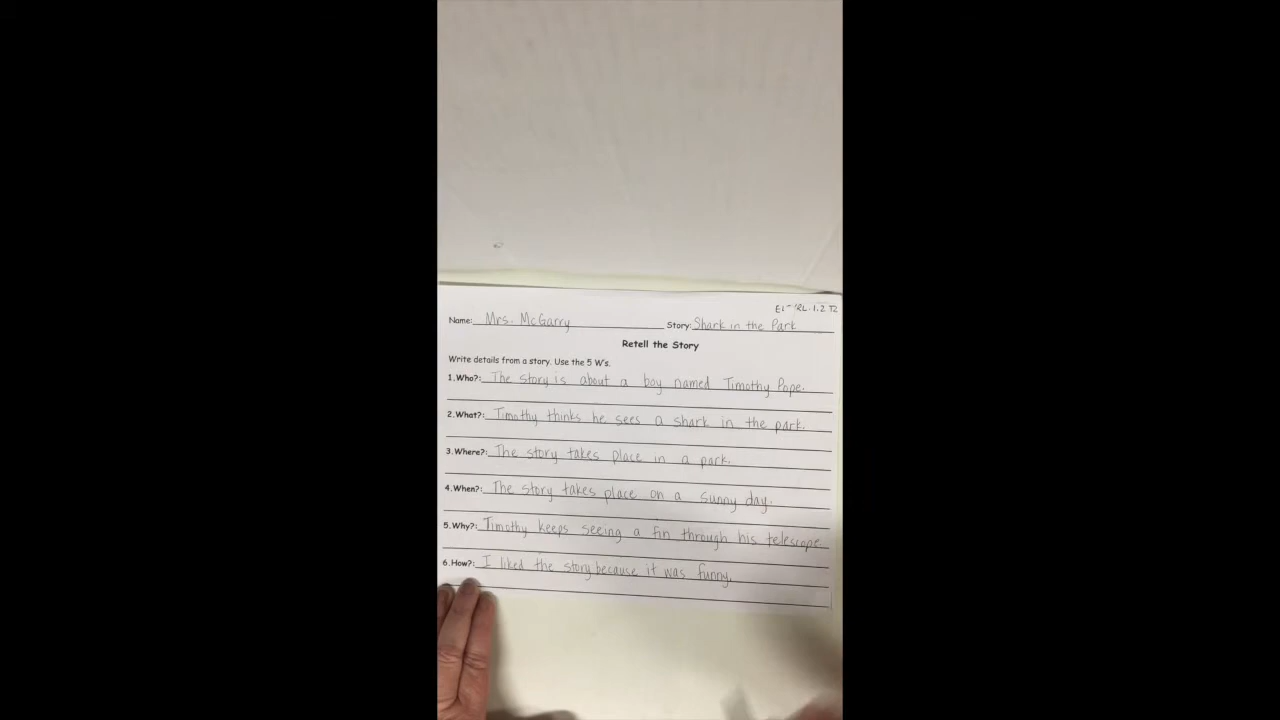 E1-RL.1.2 T2
Name: Mrs. McGarry Story: Shark in the Park
Retell the Story
Write details from a story. Use the 5 W's.
1.Who?: The story is about a boy named Timothy Pope.
2.What?: Timothy thinks he sees a shark in the park.
3.Where?: The story takes place in a park.
4.When?: The story takes place on a sunny day.
5.Why?: Timothy keeps seeing a fin through his telescope.
6.How?: I liked the story because it was funny.